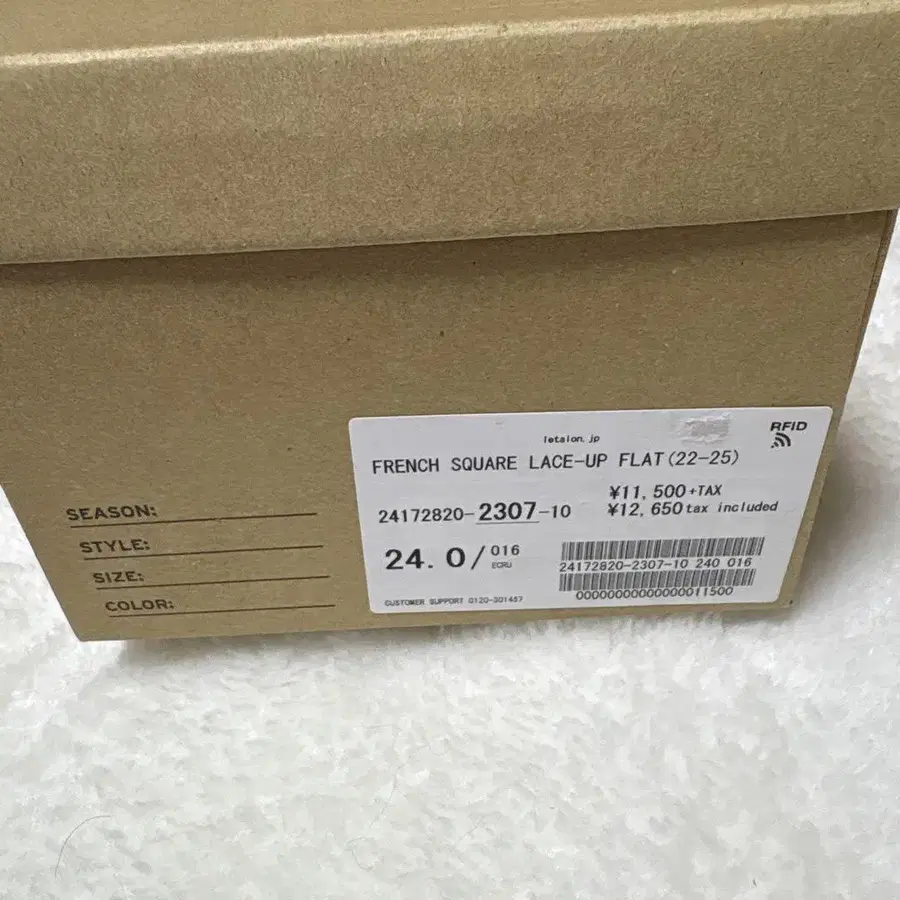 RFID
letsion.jp
FRENCH SQUARE LACE-UP FLAT(22-25)
24172820-2307-10
¥11,500+TAX
¥12,650tax included
24.0/016
ECRU
24172820-2307-10 240 016
00000000000000011500
CUSTOMER SUPPORT 0120-301457
SEASON:
STYLE:
SIZE:
COLOR: